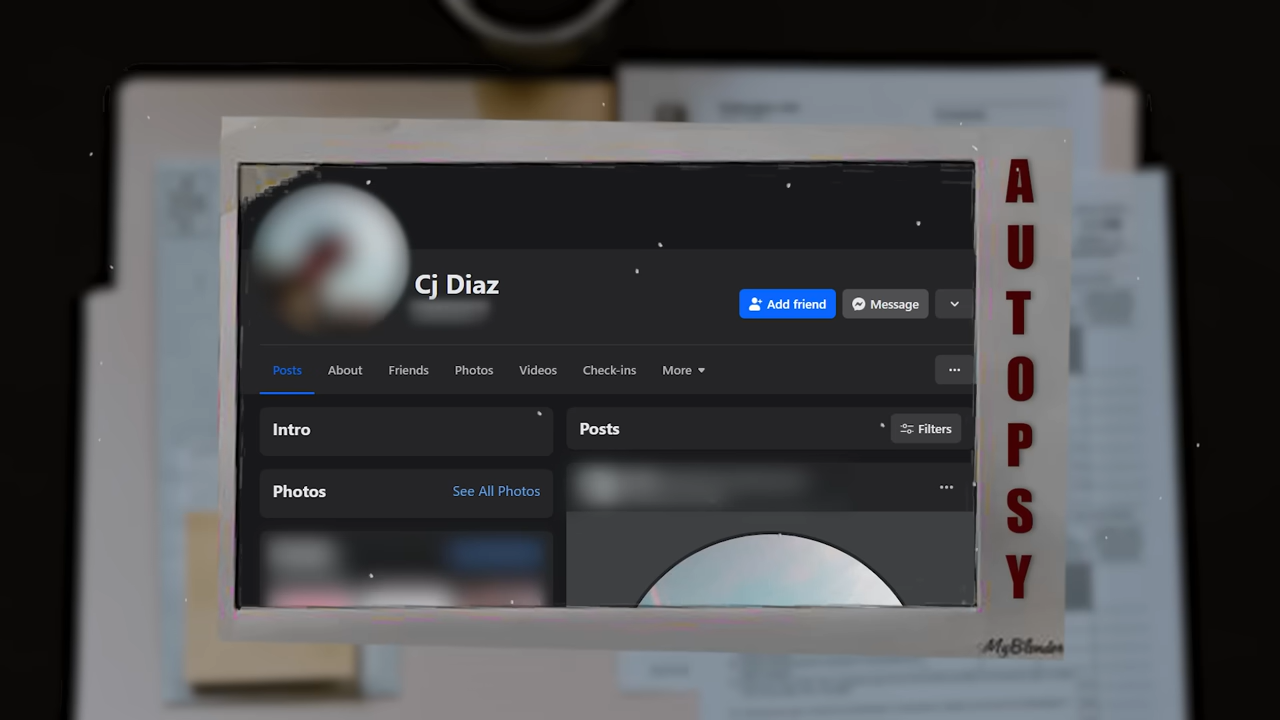 Cj Diaz
Add friend
Message
Posts
About
Friends
Photos
Videos
Check-ins
More
Intro
Posts
Filters
Photos
See All Photos
AUTOPSY
MyBlender